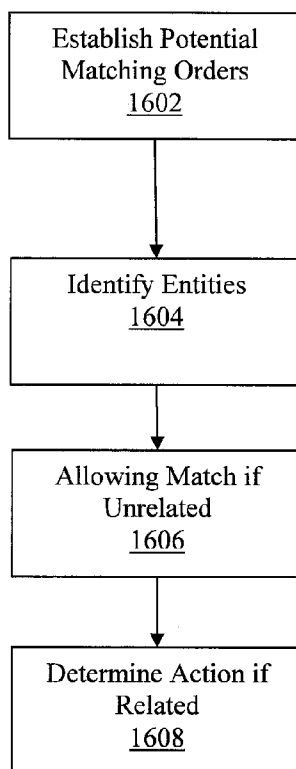 Establish Potential
Matching Orders
1602
Identify Entities
1604
Allowing Match if
Unrelated
1606
Determine Action if
Related
1608